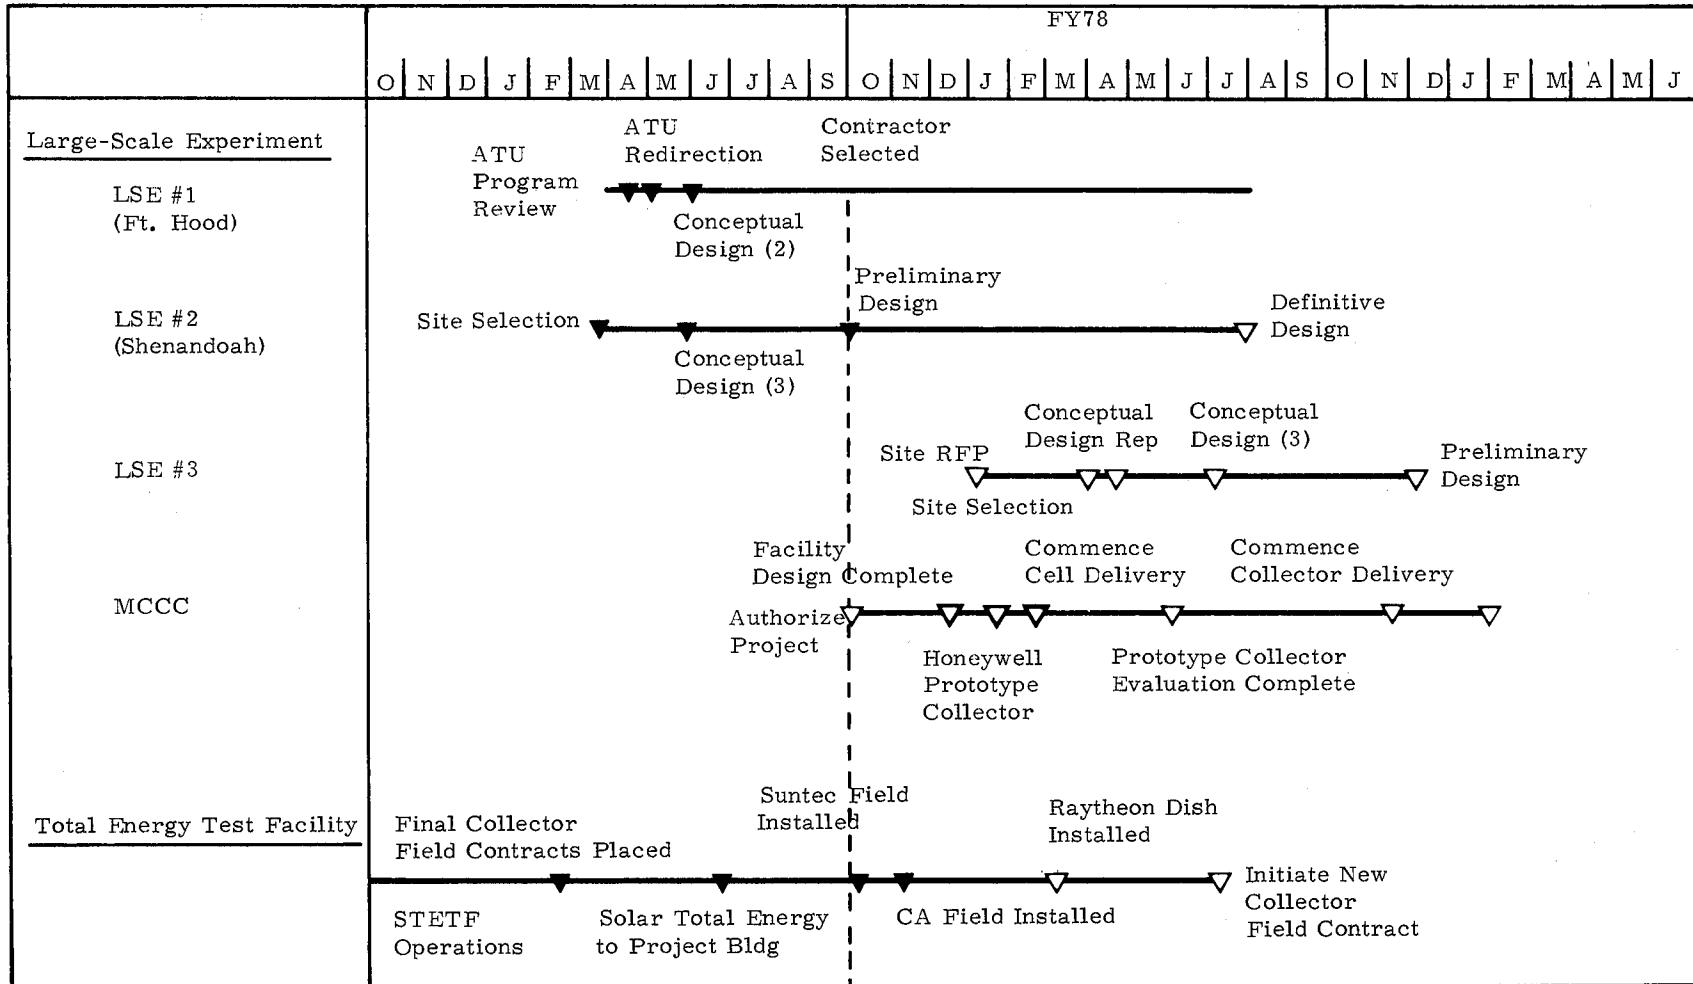 FY78
O N D J F M A M J J A S O N D J F M A M J J A S O N D J F M A M J
Large-Scale Experiment
LSE #1
(Ft. Hood)
ATU
Program
Review
ATU
Redirection
Contractor
Selected
Conceptual
Design (2)
LSE #2
(Shenandoah)
Site Selection
Conceptual
Design (3)
Preliminary
Design
Definitive
Design
LSE #3
Site RFP
Site Selection
Conceptual
Design Rep
Conceptual
Design (3)
Preliminary
Design
MCCC
Facility
Design Complete
Authorize
Project
Honeywell
Prototype
Collector
Commence
Cell Delivery
Prototype Collector
Evaluation Complete
Commence
Collector Delivery
Total Energy Test Facility
Final Collector
Field Contracts Placed
STETF
Operations
Solar Total Energy
to Project Bldg
Suntec Field
Installed
CA Field Installed
Raytheon Dish
Installed
Initiate New
Collector
Field Contract